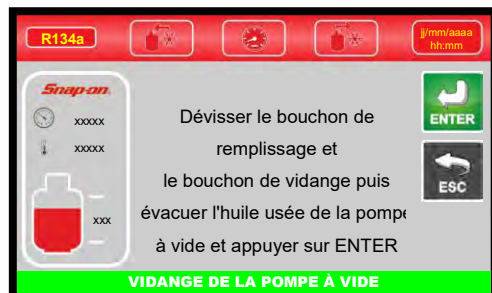 R134a
jj/mm/aaaa
hh:mm
Snap-on
xxxxx
xxxxx
xxx
Dévisser le bouchon de
remplissage et
le bouchon de vidange puis
évacuer l'huile usée de la pompe
à vide et appuyer sur ENTER
ENTER
ESC
VIDANGE DE LA POMPE À VIDE